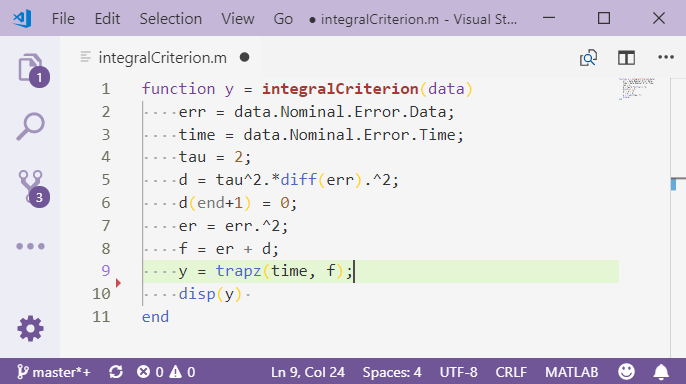 File Edit Selection View Go ● integralCriterion.m - Visual St...
integralCriterion.m ●
1 function y = integralCriterion(data)
2 ····err = data.Nominal.Error.Data;
3 ····time = data.Nominal.Error.Time;
4 ····tau = 2;
5 ····d = tau^2.*diff(err).^2;
6 ····d(end+1) = 0;
7 ····er = err.^2;
8 ····f = er + d;
9 ····y = trapz(time, f);
10 ····disp(y)·
11 end
1
3
master*+ 0 0 Ln 9, Col 24 Spaces: 4 UTF-8 CRLF MATLAB